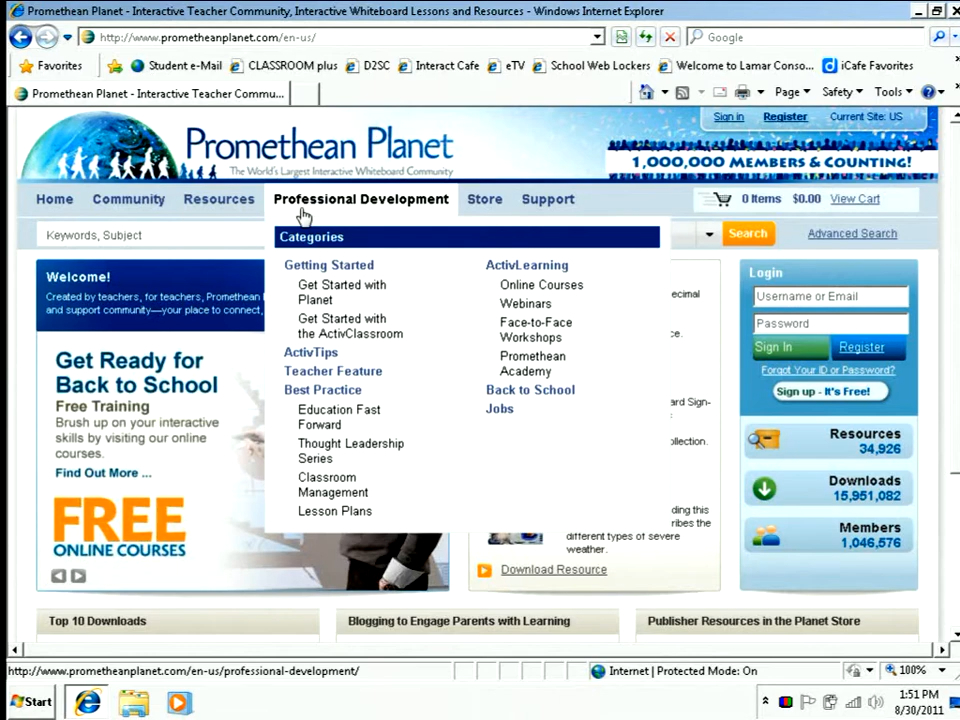 Promethean Planet - Interactive Teacher Community, Interactive Whiteboard Lessons and Resources - Windows Internet Explorer
http://www.prometheanplanet.com/en-us/
Google
Favorites
Student e-Mail
CLASSROOM plus
D2SC
Interact Cafe
eTV
School Web Lockers
Welcome to Lamar Conso...
iCafe Favorites
Promethean Planet - Interactive Teacher Commu...
Page
Safety
Tools
Sign in
Register
Current Site: US
Promethean Planet
The World's Largest Interactive Whiteboard Community
1,000,000 MEMBERS & COUNTING!
Home
Community
Resources
Professional Development
Store
Support
0 Items
$0.00
View Cart
Keywords, Subject
Search
Advanced Search
Categories
Getting Started
Get Started with
Planet
Get Started with
the ActivClassroom
ActivTips
Teacher Feature
Best Practice
Education Fast
Forward
Thought Leadership
Series
Classroom
Management
Lesson Plans
ActivLearning
Online Courses
Webinars
Face-to-Face
Workshops
Promethean
Academy
Back to School
Jobs
Welcome!
Created by teachers, for teachers, Promethean
and support community—your place to connect,
Get Ready for
Back to School
Free Training
Brush up on your interactive
skills by visiting our online
courses.
Find Out More ...
FREE
ONLINE COURSES
ecimal
ce.
ard Sign-
ollection.
ding this
ribes the
different types of severe
weather.
Download Resource
Login
Username or Email
Password
Sign In
Register
Forgot Your ID or Password?
Sign up - It's Free!
Resources
34,926
Downloads
15,951,082
Members
1,046,576
Top 10 Downloads
Blogging to Engage Parents with Learning
Publisher Resources in the Planet Store
http://www.prometheanplanet.com/en-us/professional-development/
Internet | Protected Mode: On
100%
Start
1:51 PM
8/30/2011